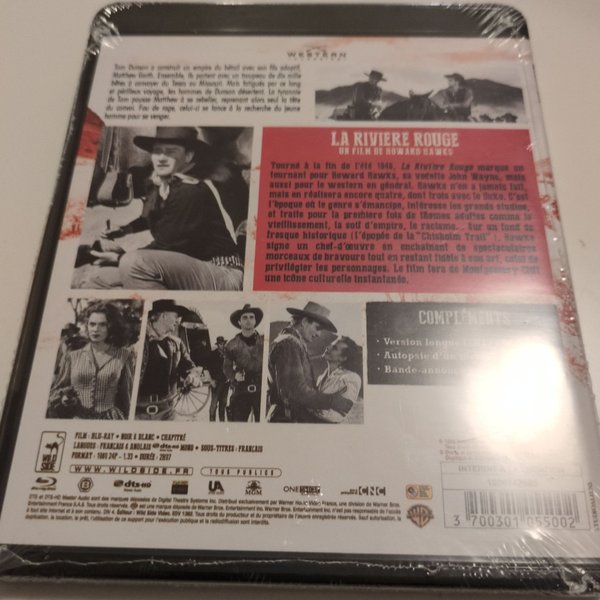 WESTERN
Tom Dunson a construit un empire du bétail avec son fils adoptif,
Matthew Garth. Ensemble, ils partent avec un troupeau de dix mille
bêtes à convoyer du Texas au Missouri. Mais fatigués par ce long
et périlleux voyage, les hommes de Dunson désertent. La tyrannie
de Tom pousse Matthew à se rebeller, reprenant alors seul la tête
du convoi. Fou de rage, celui-ci se lance à la recherche du jeune
homme pour se venger.
LA RIVIERE ROUGE
UN FILM DE HOWARD HAWKS
Tourné à la fin de l'été 1946, La Rivière Rouge marque un
tournant pour Howard Hawks, sa vedette John Wayne, mais
aussi pour le western en général. Hawks n'en a jamais fait,
mais en réalisera encore quatre, dont trois avec le Duke. C'est
l'époque où le genre s'émancipe, intéresse les grands studios,
et traite pour la première fois de thèmes adultes comme le
vieillissement, la soif d'empire, le racisme... Sur un fond de
fresque historique (l'épopée de la "Chisholm Trail"), Hawks
signe un chef-d'œuvre en enchaînant de spectaculaires
morceaux de bravoure tout en restant fidèle à son art, celui de
privilégier les personnages. Le film fera de Montgomery Clift
une icône culturelle instantanée.
COMPLÉMENTS
• Version longue
• Autopsie d'un
• Bande-annonce
WILD SIDE
FILM : BLU-RAY • NOIR & BLANC • CHAPITRÉ
LANGUES : FRANÇAIS & ANGLAIS dts-HD MONO • SOUS-TITRES : FRANÇAIS
FORMAT : 1080 24P - 1.33 • DURÉE : 2H07
WWW.WILDSIDE.FR
TOUS PUBLICS
dts-HD
UA
MGM
CNC
WB
3 700301 055002